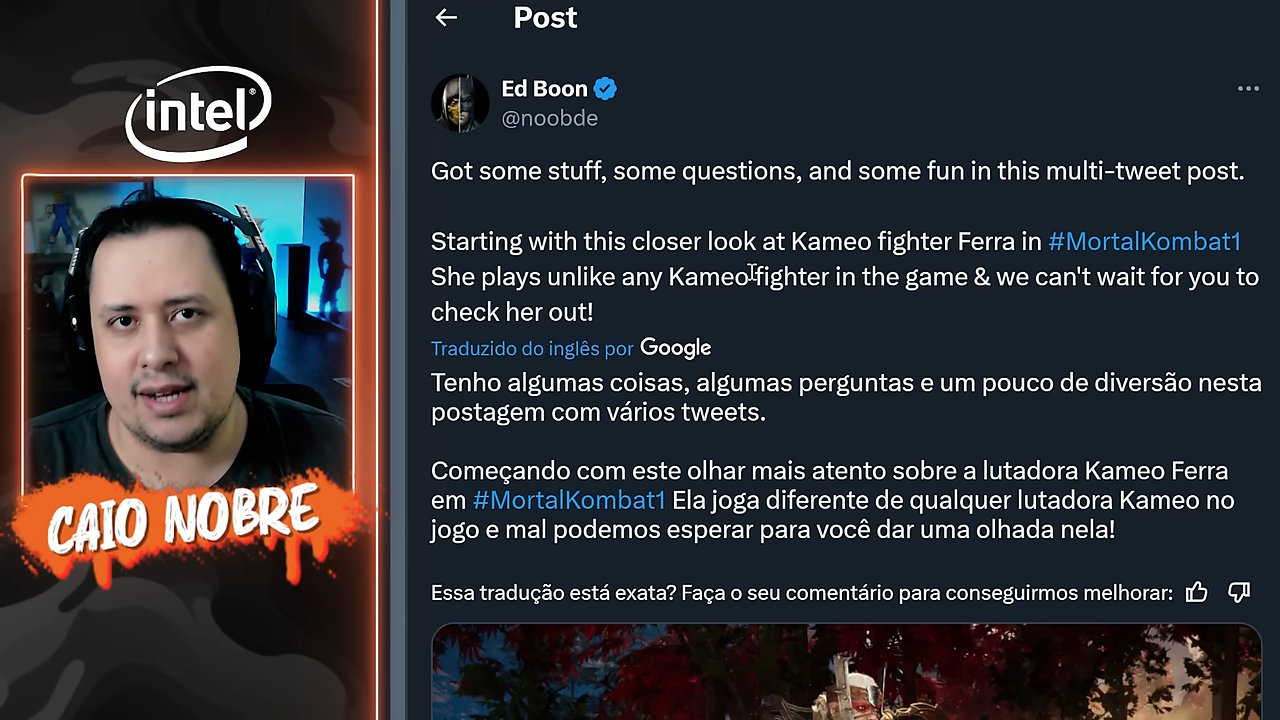 intel®
CAIO NOBRE
Post
Ed Boon
@noobde
Got some stuff, some questions, and some fun in this multi-tweet post.
Starting with this closer look at Kameo fighter Ferra in #MortalKombat1
She plays unlike any Kameo fighter in the game & we can't wait for you to
check her out!
Traduzido do inglês por Google
Tenho algumas coisas, algumas perguntas e um pouco de diversão nesta
postagem com vários tweets.
Começando com este olhar mais atento sobre a lutadora Kameo Ferra
em #MortalKombat1 Ela joga diferente de qualquer lutadora Kameo no
jogo e mal podemos esperar para você dar uma olhada nela!
Essa tradução está exata? Faça o seu comentário para conseguirmos melhorar: